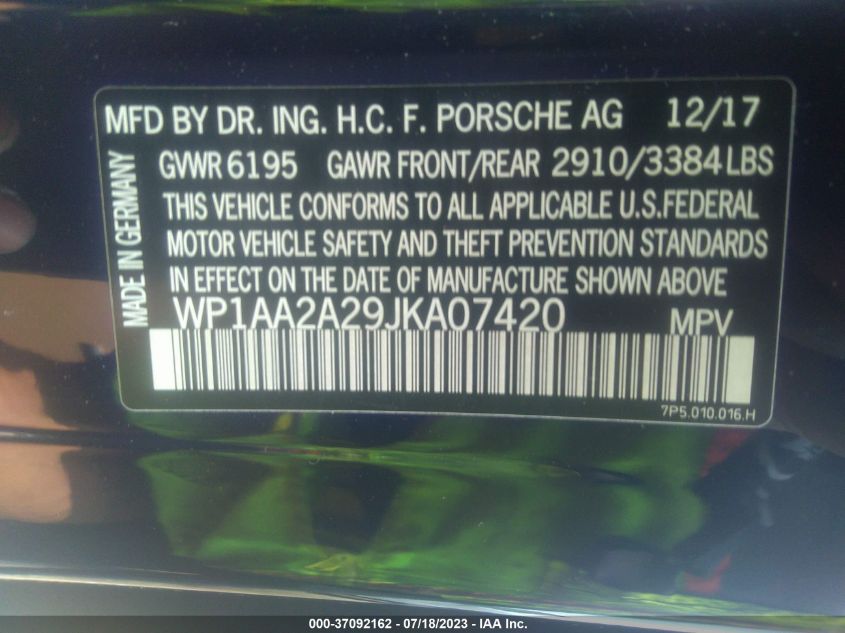 MFD BY DR. ING. H.C. F. PORSCHE AG 12/17
GVWR 6195 GAWR FRONT/REAR 2910/3384 LBS
THIS VEHICLE CONFORMS TO ALL APPLICABLE U.S.FEDERAL
MOTOR VEHICLE SAFETY AND THEFT PREVENTION STANDARDS
IN EFFECT ON THE DATE OF MANUFACTURE SHOWN ABOVE
MADE IN GERMANY
WP1AA2A29JKA07420 MPV
7P5.010.016.H
000-37092162 - 07/18/2023 - IAA Inc.